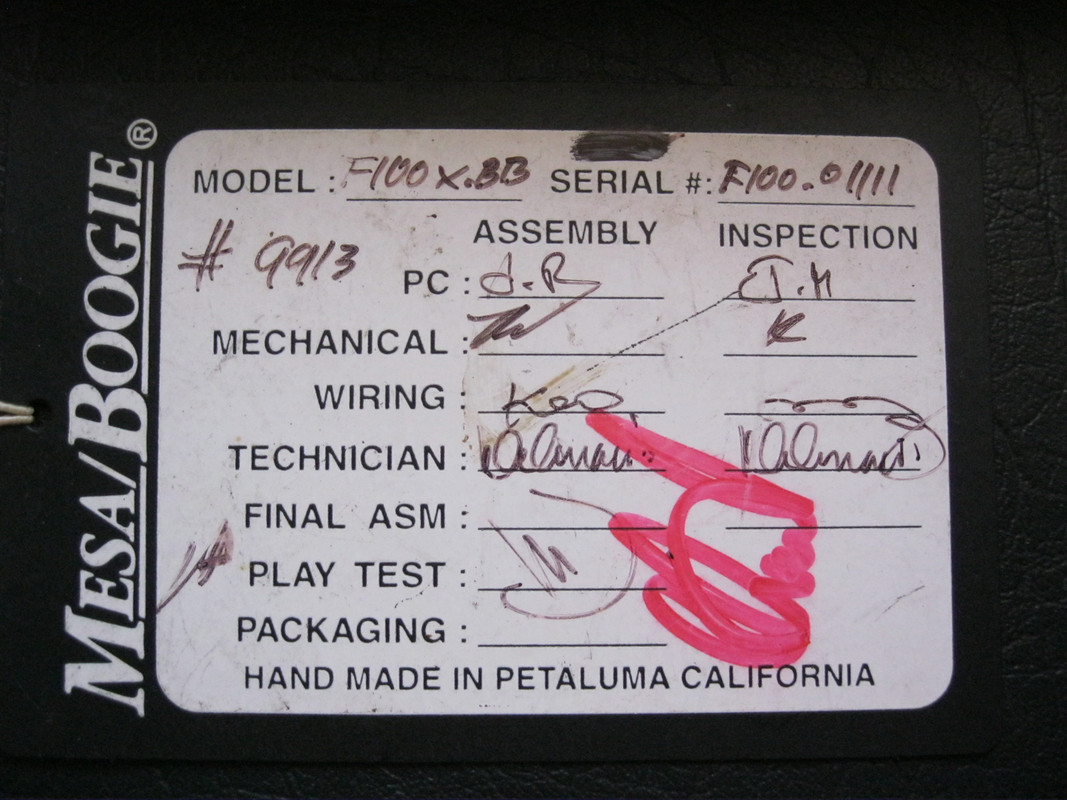 MESA/BOOGIE®
MODEL : F100X.BB SERIAL #: F100.01111
ASSEMBLY INSPECTION
# 9913
PC : J.R J.M
MECHANICAL : K
WIRING :
TECHNICIAN :
FINAL ASM :
PLAY TEST :
PACKAGING :
HAND MADE IN PETALUMA CALIFORNIA